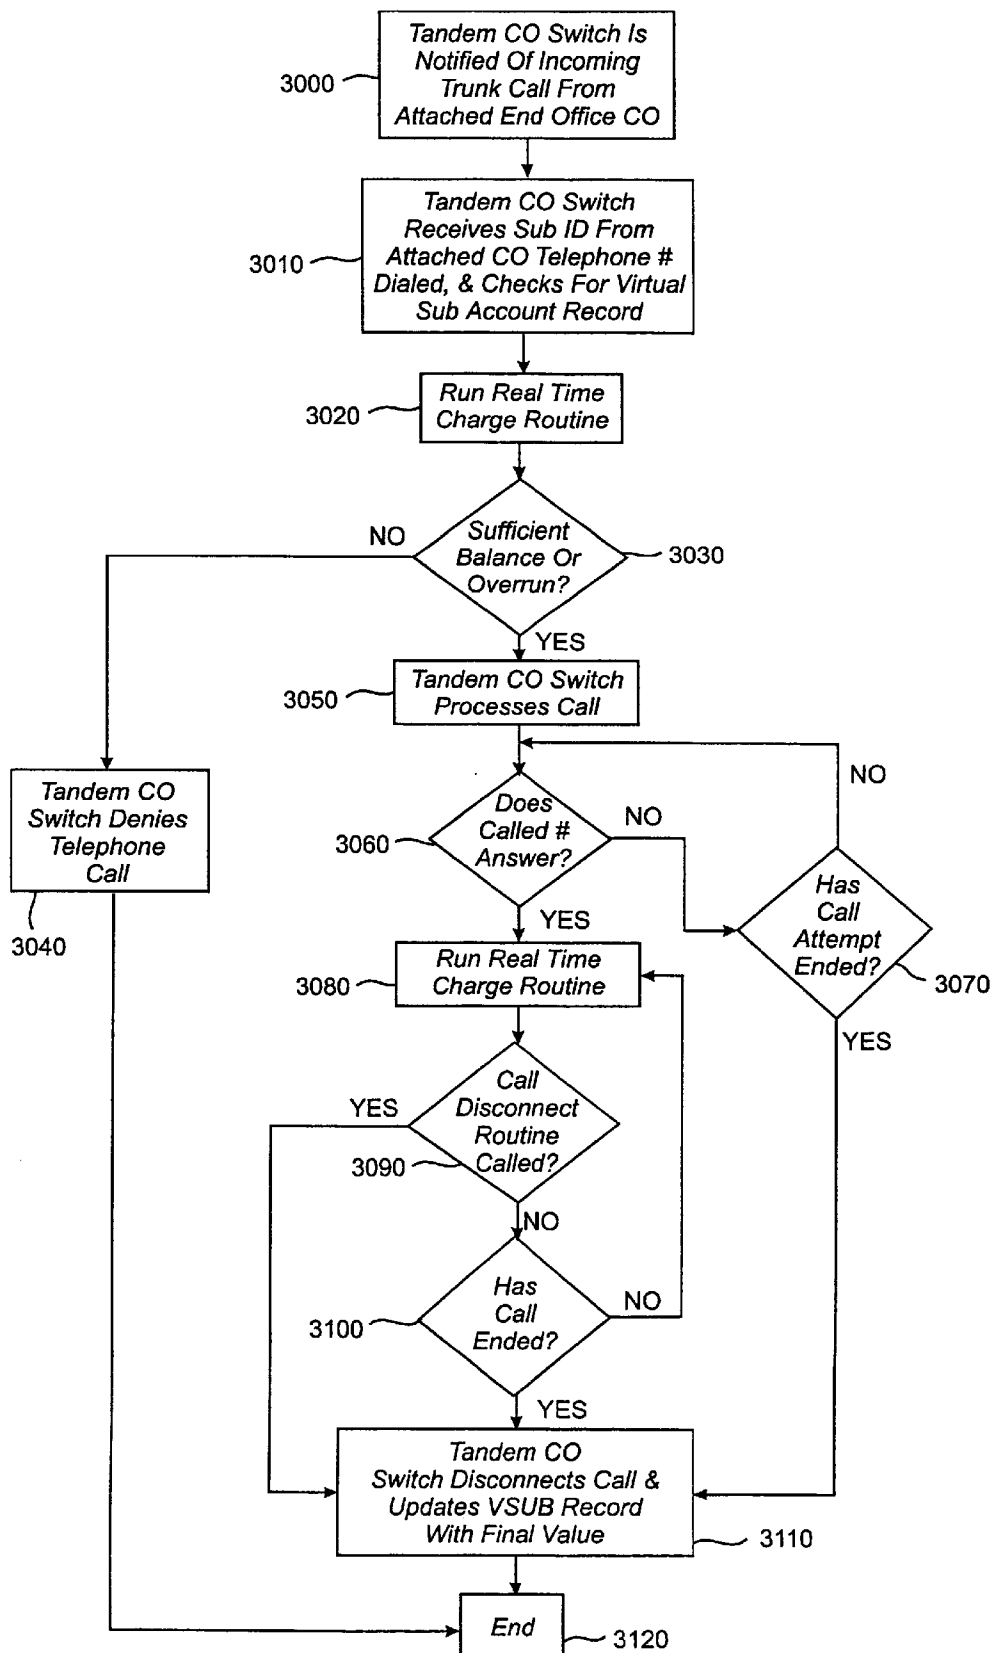 Tandem CO Switch Is
Notified Of Incoming
Trunk Call From
Attached End Office CO
3000
Tandem CO Switch
Receives Sub ID From
Attached CO Telephone #
Dialed, & Checks For Virtual
Sub Account Record
3010
Run Real Time
Charge Routine
3020
NO
Sufficient
Balance Or
Overrun?
3030
YES
Tandem CO Switch
Processes Call
3050
NO
Tandem CO
Switch Denies
Telephone
Call
3040
Does
Called #
Answer?
3060
NO
YES
Has
Call
Attempt
Ended?
3070
YES
Run Real Time
Charge Routine
3080
YES
Call
Disconnect
Routine
Called?
3090
NO
Has
Call
Ended?
3100
NO
YES
Tandem CO
Switch Disconnects Call &
Updates VSUB Record
With Final Value
3110
End
3120